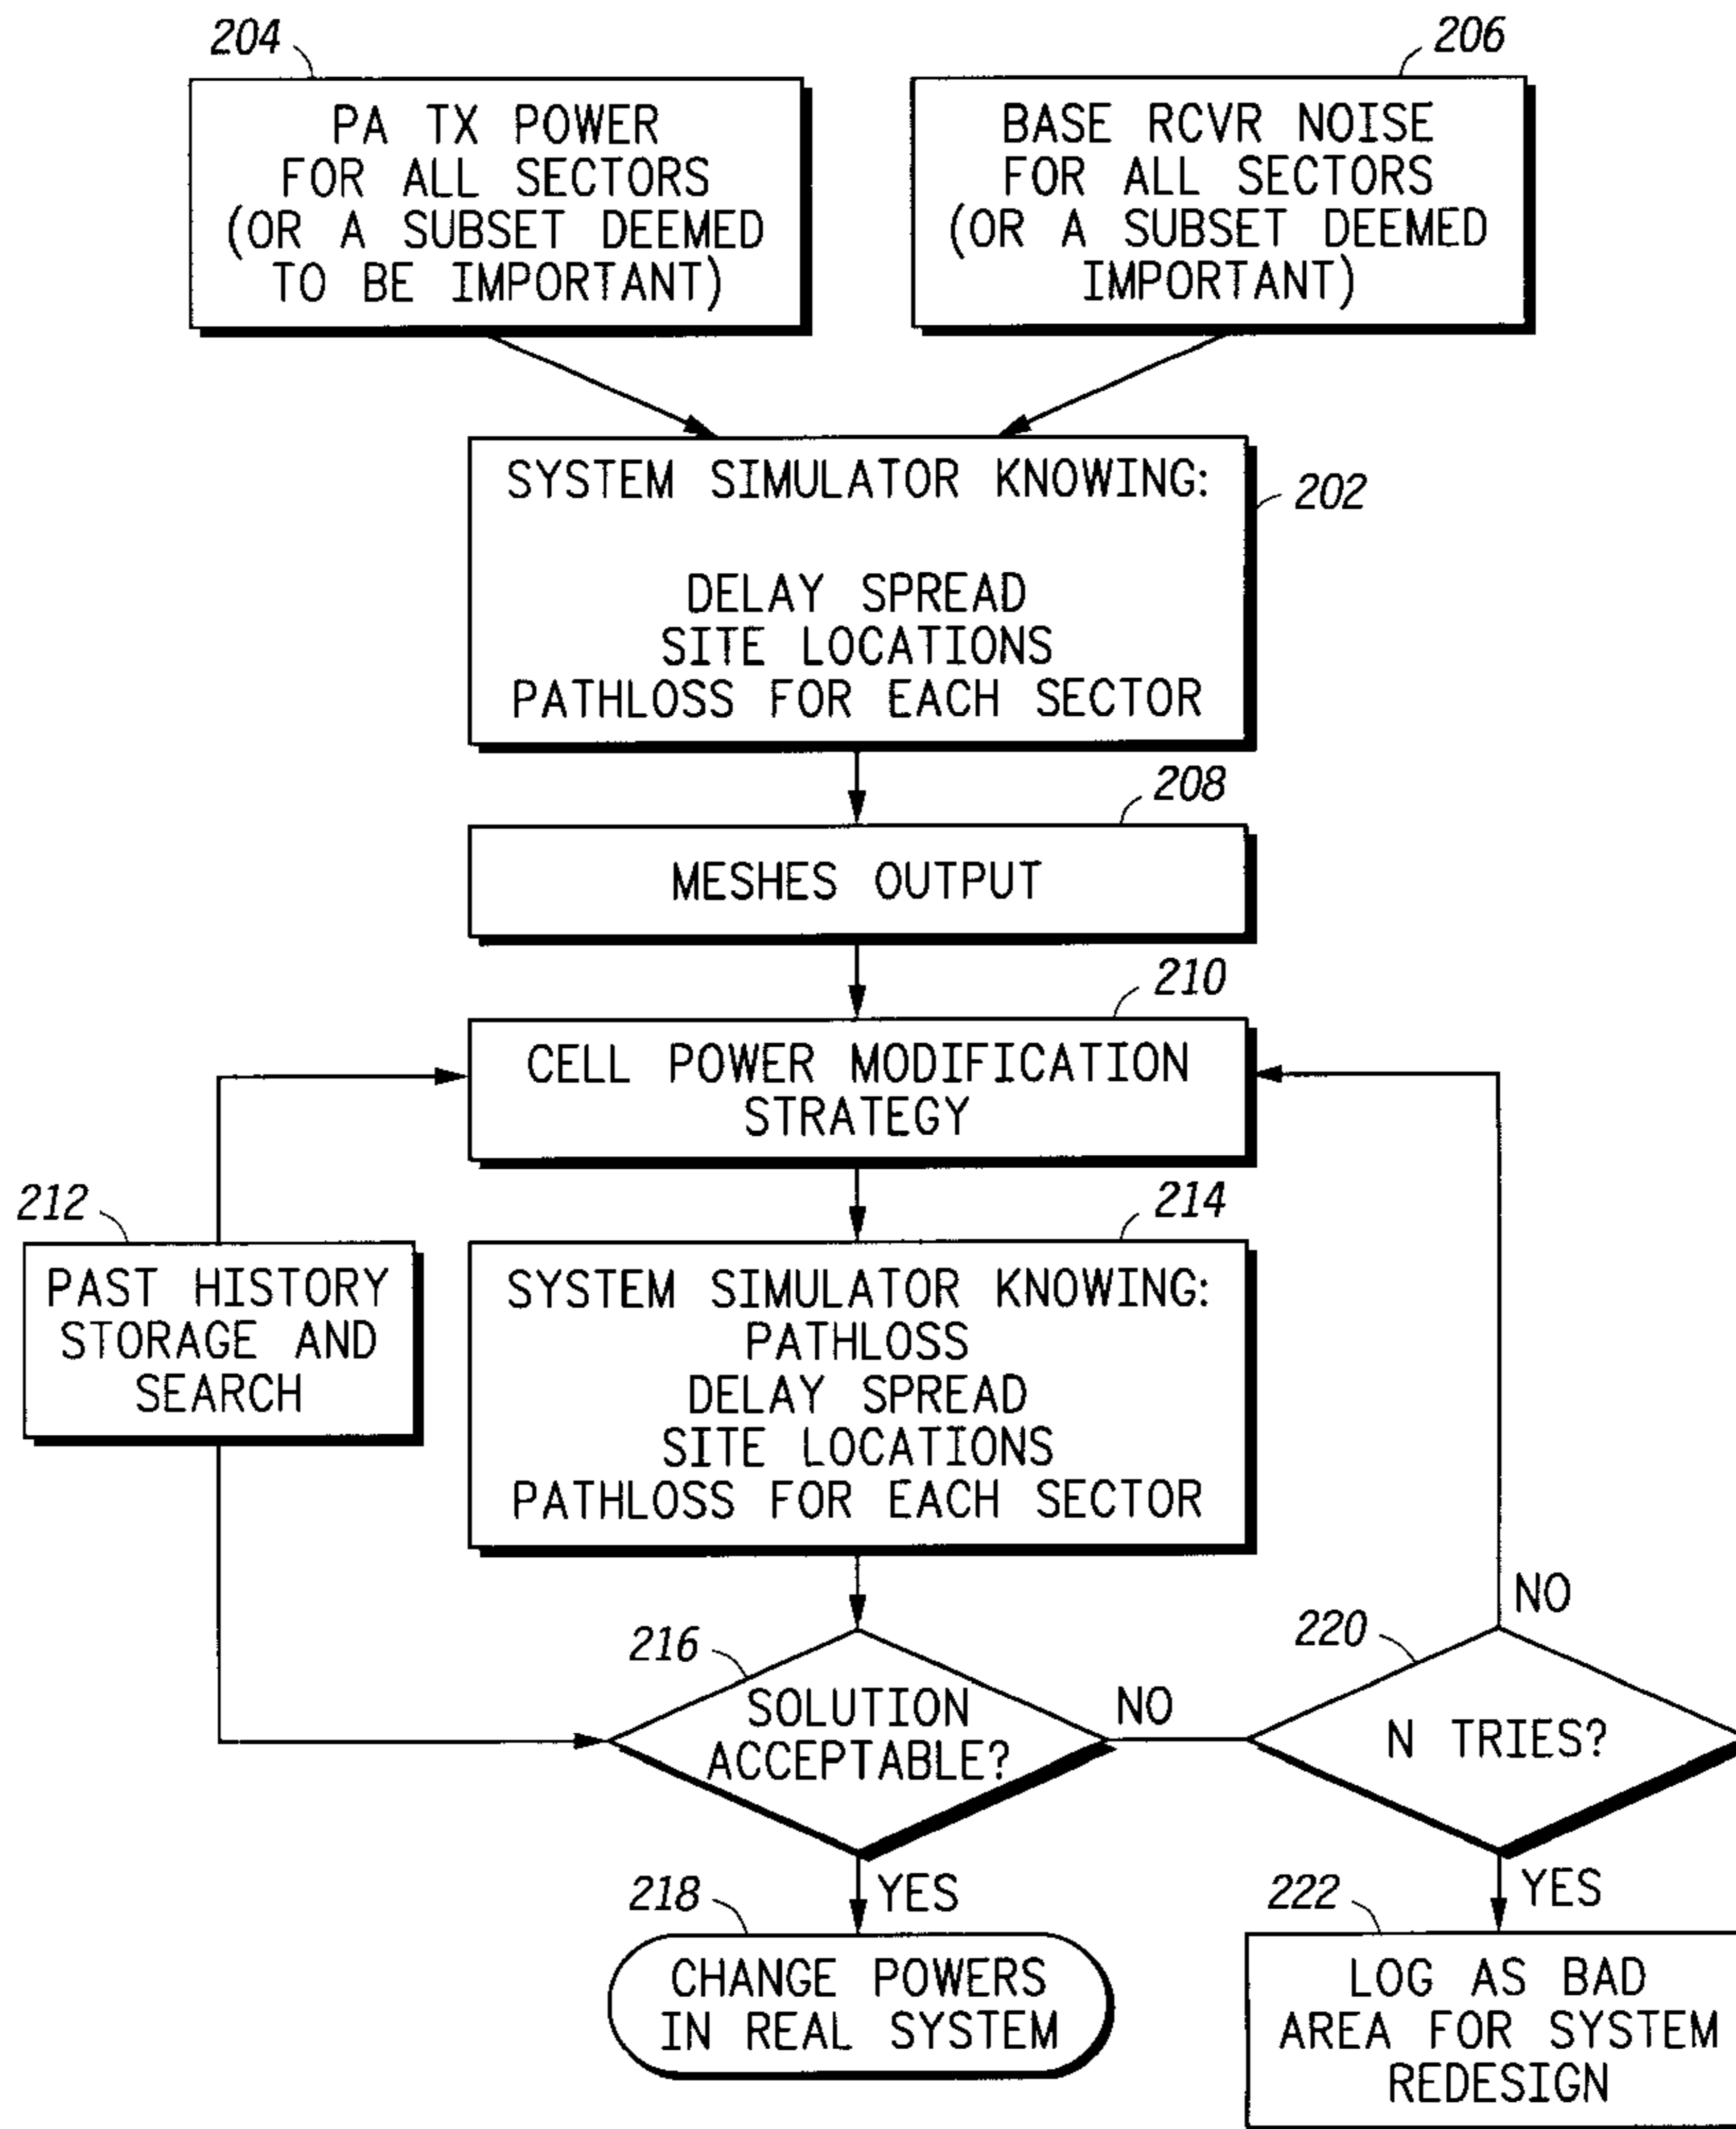 204
PA TX POWER
FOR ALL SECTORS
(OR A SUBSET DEEMED
TO BE IMPORTANT)
206
BASE RCVR NOISE
FOR ALL SECTORS
(OR A SUBSET DEEMED
IMPORTANT)
SYSTEM SIMULATOR KNOWING:
DELAY SPREAD
SITE LOCATIONS
PATHLOSS FOR EACH SECTOR
202
208
MESHES OUTPUT
210
CELL POWER MODIFICATION
STRATEGY
212
PAST HISTORY
STORAGE AND
SEARCH
214
SYSTEM SIMULATOR KNOWING:
PATHLOSS
DELAY SPREAD
SITE LOCATIONS
PATHLOSS FOR EACH SECTOR
216
SOLUTION
ACCEPTABLE?
NO
220
NO
N TRIES?
YES
218
CHANGE POWERS
IN REAL SYSTEM
YES
222
LOG AS BAD
AREA FOR SYSTEM
REDESIGN